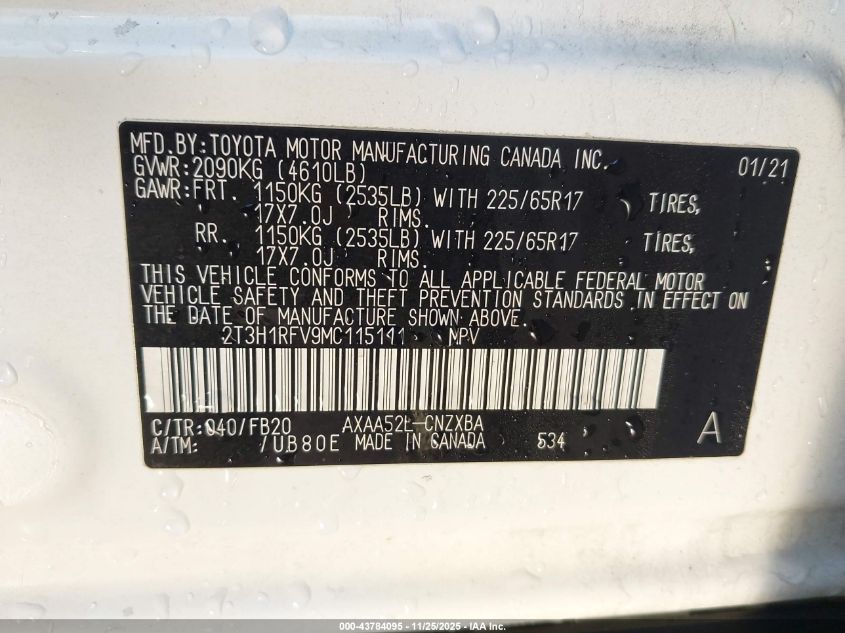 MFD.BY:TOYOTA MOTOR MANUFACTURING CANADA INC. 01/21
GVWR:2090KG (4610LB)
GAWR:FRT. 1150KG (2535LB) WITH 225/65R17 TIRES,
17X7.0J RIMS.
RR. 1150KG (2535LB) WITH 225/65R17 TIRES,
17X7.0J RIMS.
THIS VEHICLE CONFORMS TO ALL APPLICABLE FEDERAL MOTOR
VEHICLE SAFETY AND THEFT PREVENTION STANDARDS IN EFFECT ON
THE DATE OF MANUFACTURE SHOWN ABOVE.
2T3H1RFV9MC115111 NPV
C/TR:040/FB20 AXAA52L-CNZXBA A
A/TM: /UB80E MADE IN CANADA 534
000-43784095 - 11/25/2025 - IAA Inc.